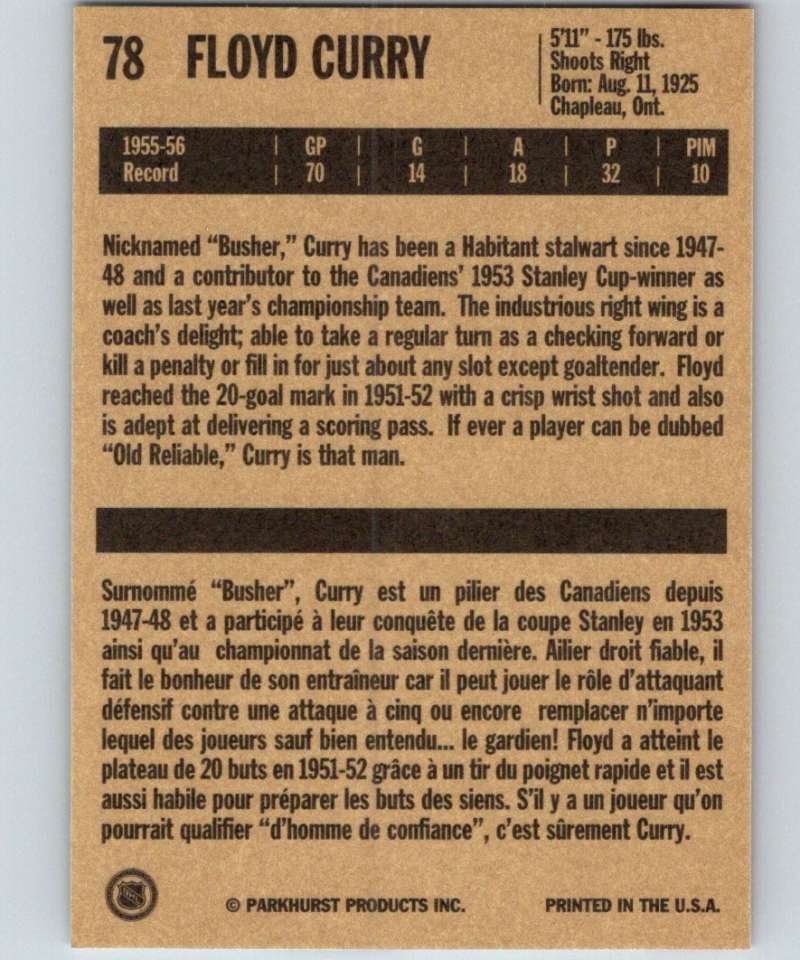 78 FLOYD CURRY
5'11" - 175 lbs.
Shoots Right
Born: Aug. 11, 1925
Chapleau, Ont.
1955-56 | GP | G | A | P | PIM
Record | 70 | 14 | 18 | 32 | 10
Nicknamed “Busher,” Curry has been a Habitant stalwart since 1947-
48 and a contributor to the Canadiens’ 1953 Stanley Cup-winner as
well as last year’s championship team. The industrious right wing is a
coach’s delight; able to take a regular turn as a checking forward or
kill a penalty or fill in for just about any slot except goaltender. Floyd
reached the 20-goal mark in 1951-52 with a crisp wrist shot and also
is adept at delivering a scoring pass. If ever a player can be dubbed
“Old Reliable,” Curry is that man.
Surnommé “Busher”, Curry est un pilier des Canadiens depuis
1947-48 et a participé à leur conquête de la coupe Stanley en 1953
ainsi qu’au championnat de la saison dernière. Ailier droit fiable, il
fait le bonheur de son entraîneur car il peut jouer le rôle d’attaquant
défensif contre une attaque à cinq ou encore remplacer n’importe
lequel des joueurs sauf bien entendu... le gardien! Floyd a atteint le
plateau de 20 buts en 1951-52 grâce à un tir du poignet rapide et il est
aussi habile pour préparer les buts des siens. S’il y a un joueur qu’on
pourrait qualifier “d’homme de confiance”, c’est sûrement Curry.
NHL
© PARKHURST PRODUCTS INC. PRINTED IN THE U.S.A.